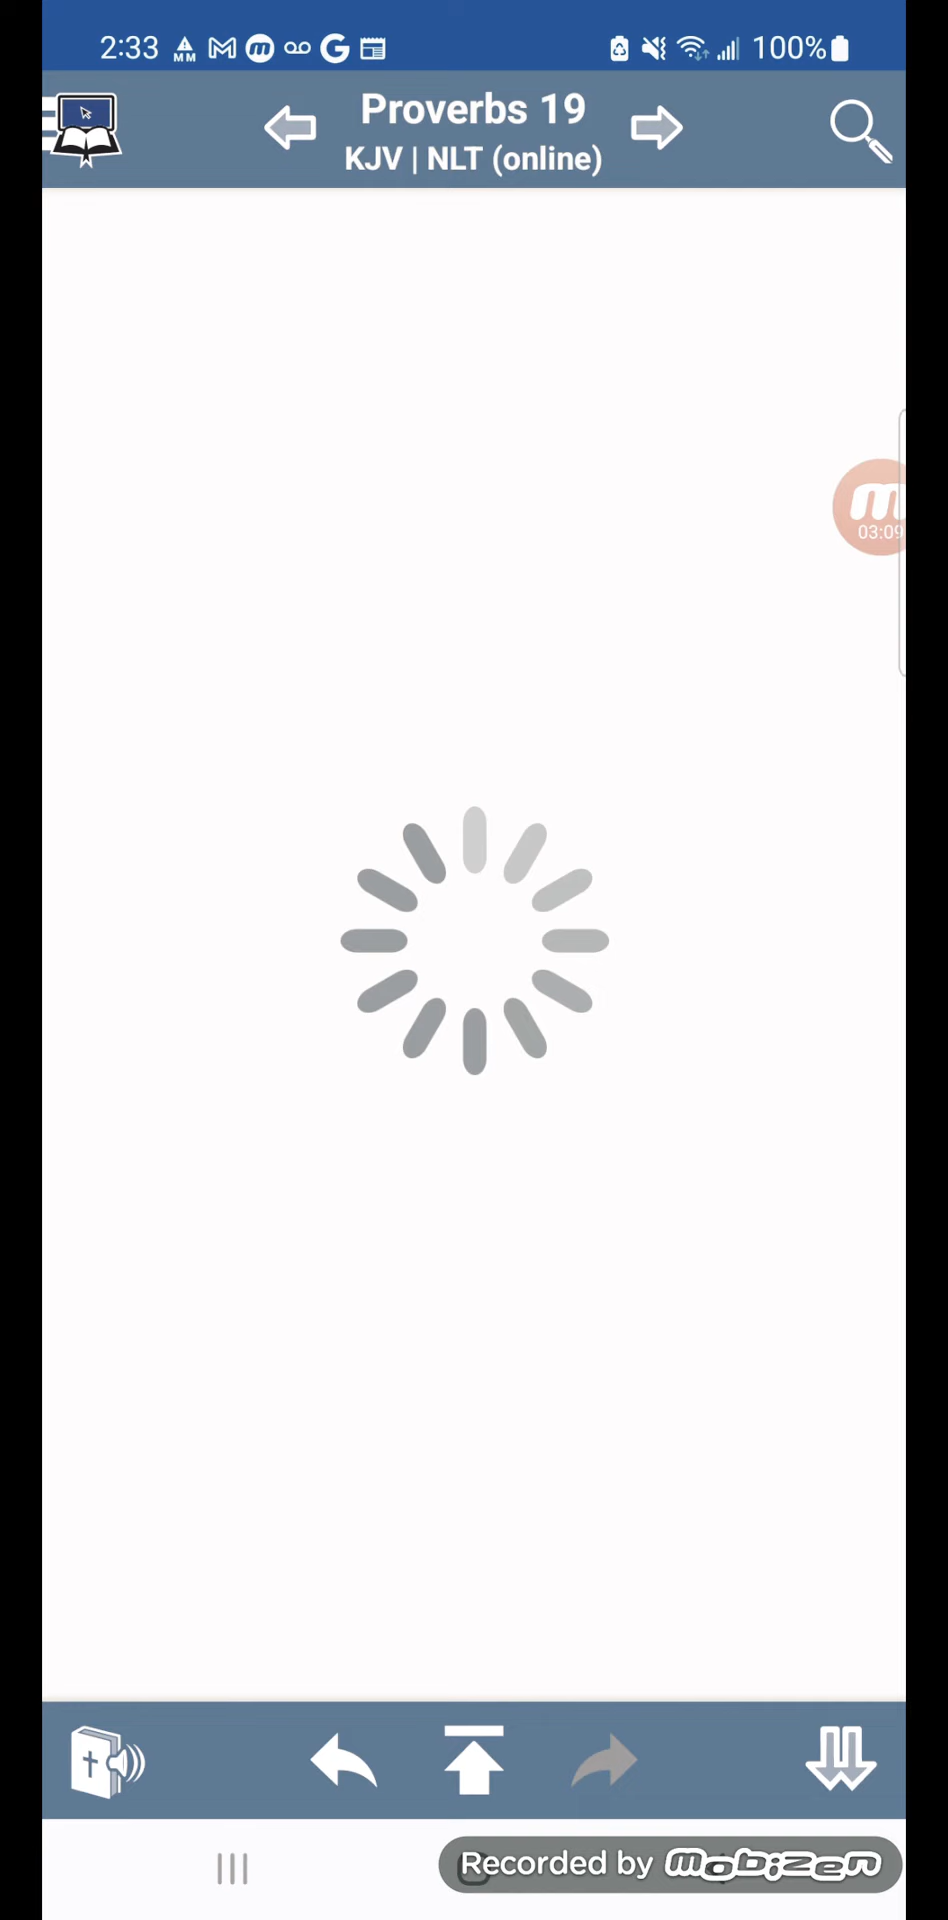 2:33 100%
Proverbs 19
KJV | NLT (online)
03:09
Recorded by mobizen